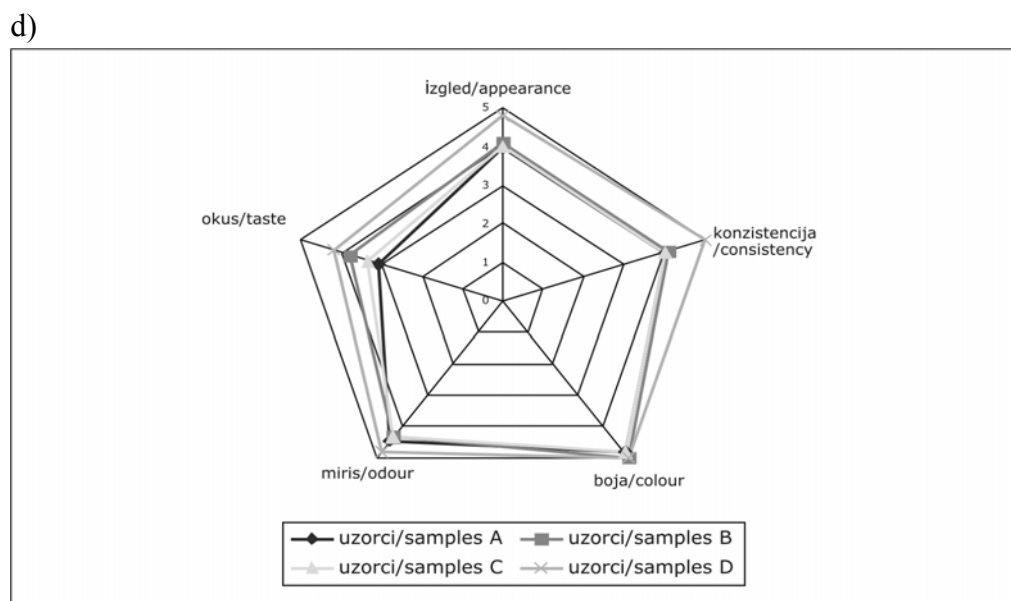 d)
izgled/appearance
5
4
3
2
1
0
okus/taste
konzistencija
/consistency
miris/odour
boja/colour
uzorci/samples A
uzorci/samples B
uzorci/samples C
uzorci/samples D